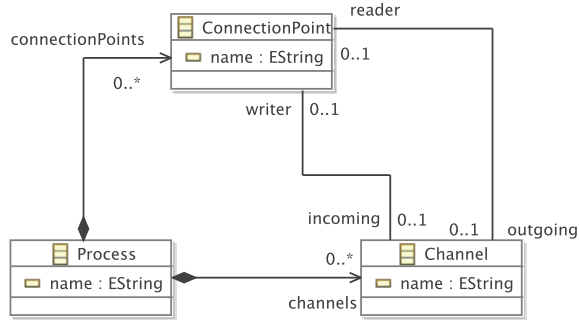 reader
ConnectionPoint
connectionPoints
name : EString
0..1
0..*
writer
0..1
incoming
0..1
0..1
outgoing
Process
0..*
Channel
name : EString
name : EString
channels